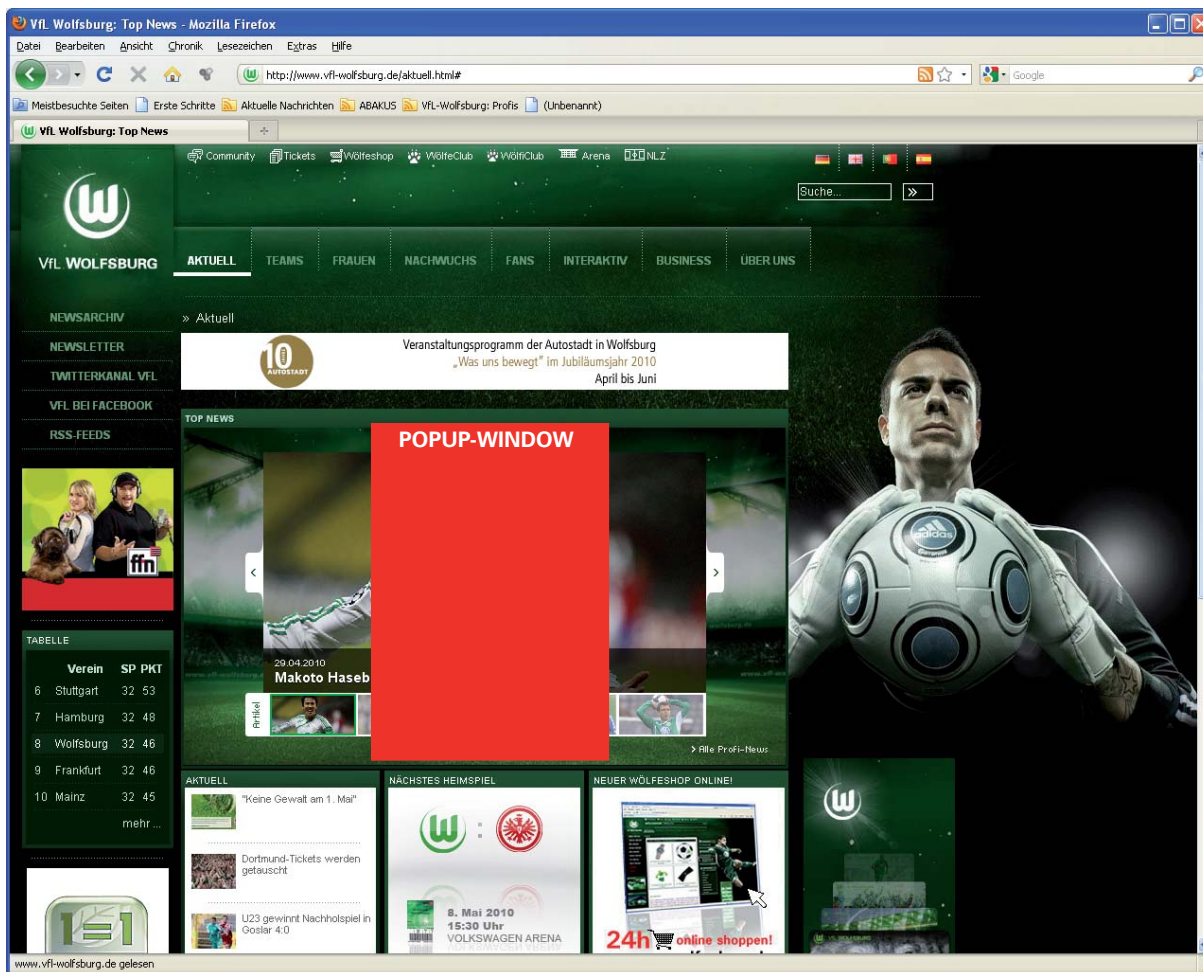 VfL Wolfsburg: Top News - Mozilla Firefox
Datei Bearbeiten Ansicht Chronik Lesezeichen Extras Hilfe
http://www.vfl-wolfsburg.de/aktuell.html#
Google
Meistbesuchte Seiten Erste Schritte Aktuelle Nachrichten ABAKUS VfL-Wolfsburg: Profis (Unbenannt)
VfL Wolfsburg: Top News
Community Tickets Wölfeshop WölfeClub WölfiClub Arena NLZ
Suche... »
VfL WOLFSBURG
AKTUELL TEAMS FRAUEN NACHWUCHS FANS INTERAKTIV BUSINESS ÜBER UNS
NEWSARCHIV
NEWSLETTER
TWITTERKANAL VFL
VFL BEI FACEBOOK
RSS-FEEDS
» Aktuell
10
AUTOSTADT
Veranstaltungsprogramm der Autostadt in Wolfsburg
„Was uns bewegt“ im Jubiläumsjahr 2010
April bis Juni
TOP NEWS
POPUP-WINDOW
29.04.2010
Makoto Haseb
Artikel
> Alle Profi-News
adidas
ffn
TABELLE
Verein SP PKT
6 Stuttgart 32 53
7 Hamburg 32 48
8 Wolfsburg 32 46
9 Frankfurt 32 46
10 Mainz 32 45
mehr ...
1=1
AKTUELL
"Keine Gewalt am 1. Mai"
Dortmund-Tickets werden
getauscht
U23 gewinnt Nachholspiel in
Goslar 4:0
NÄCHSTES HEIMSPIEL
:
8. Mai 2010
15:30 Uhr
VOLKSWAGEN ARENA
NEUER WÖLFESHOP ONLINE!
24h online shoppen!
www.vfl-wolfsburg.de gelesen